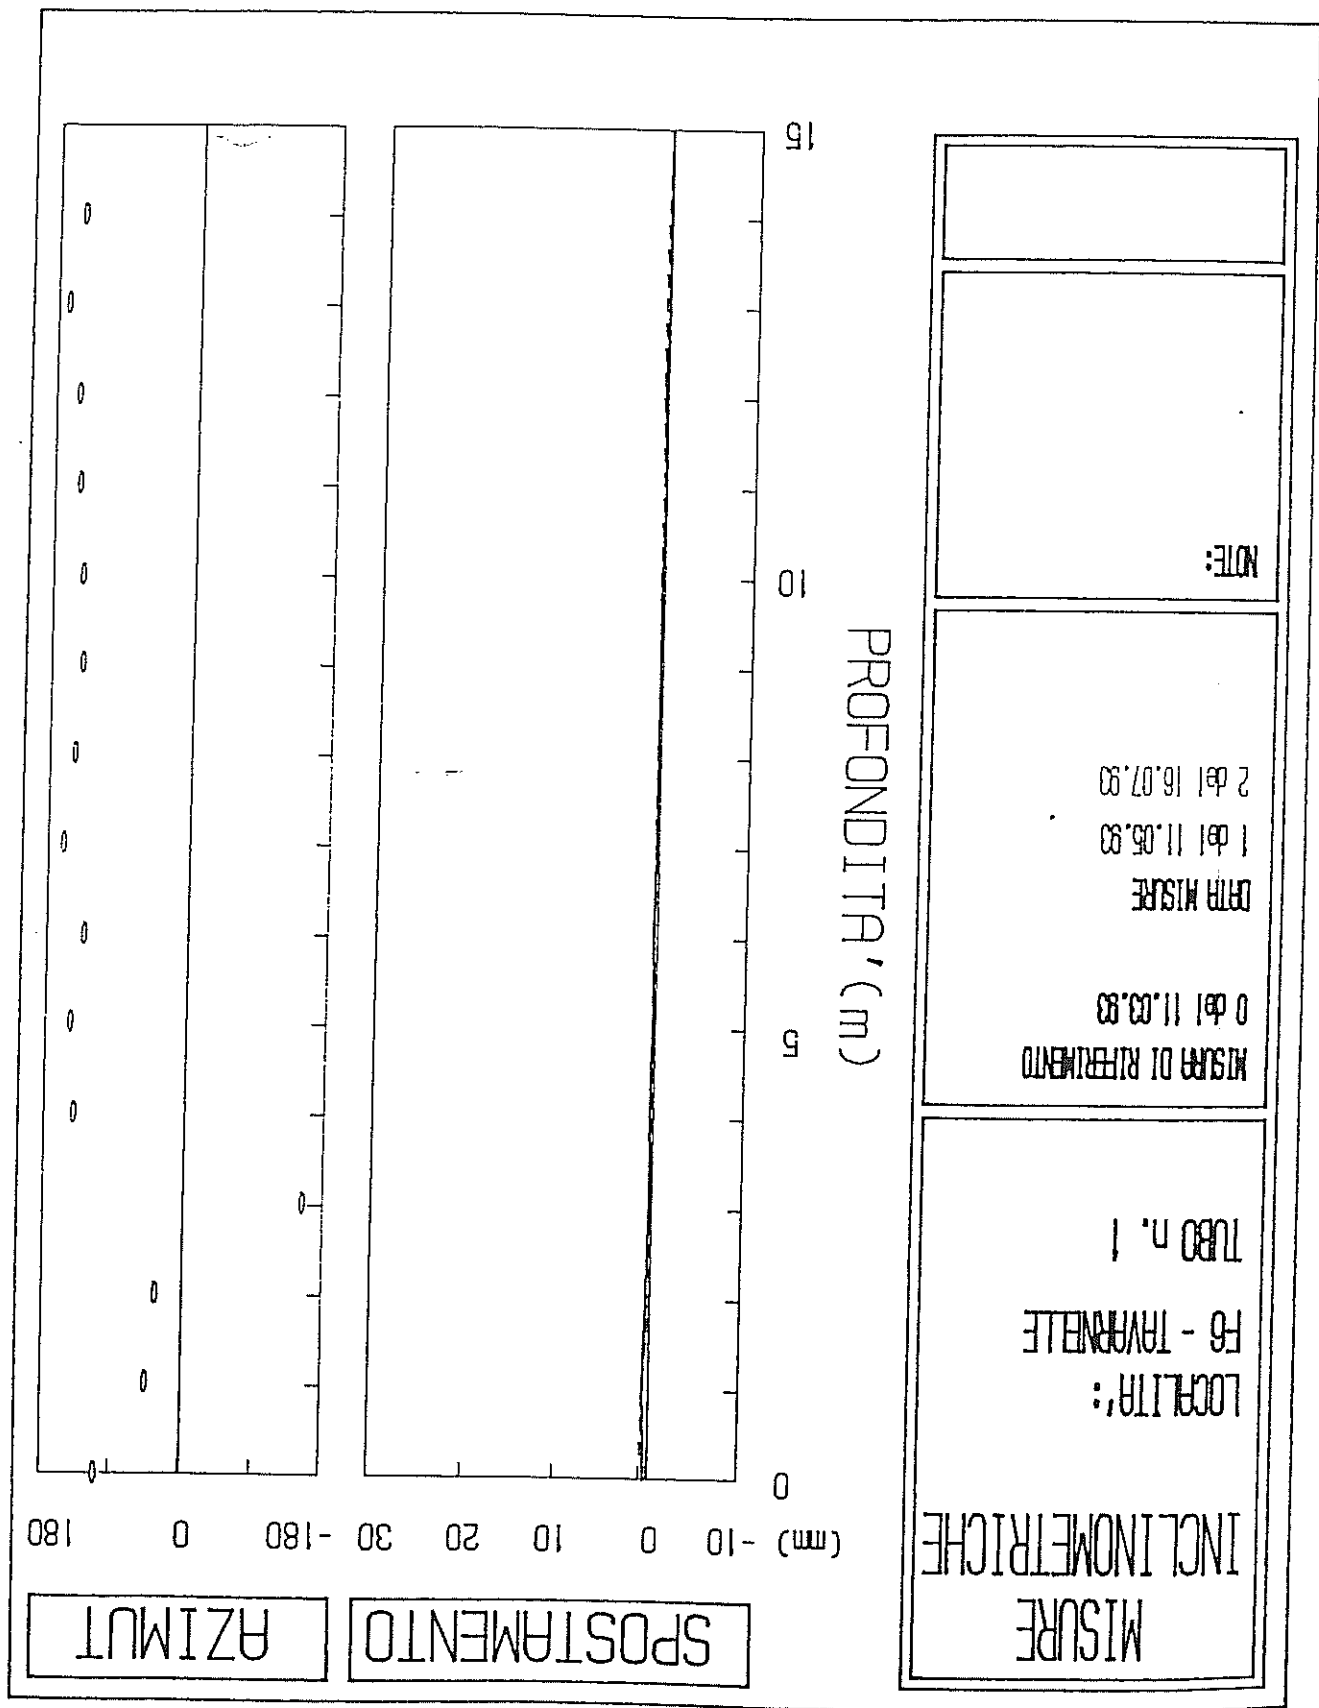 MISURE
INCLINOMETRICHE
LOCALITA':
F6 - TAVARNELLE
TUBO n. 1
MISURA DI RIFERIMENTO
0 del 11.03.93
DATA MISURE
1 del 11.05.93
2 del 16.07.93
NOTE:
SPOSTAMENTO
(mm) -10 0 10 20 30
0
5
10
15
PROFONDITA' (m)
AZIMUT
-180 0 180